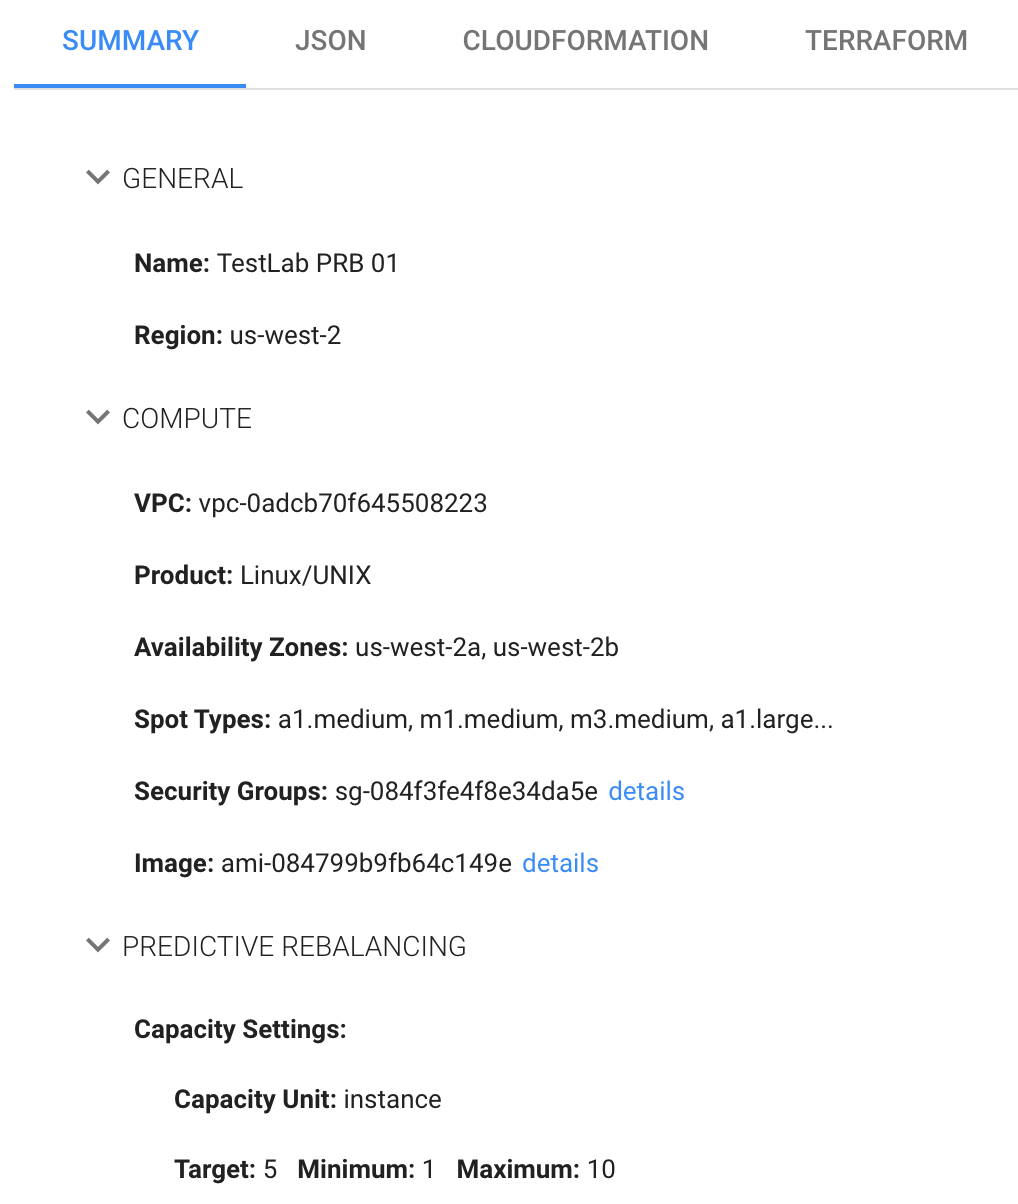 SUMMARY JSON CLOUDFORMATION TERRAFORM
GENERAL
Name: TestLab PRB 01
Region: us-west-2
COMPUTE
VPC: vpc-0adcb70f645508223
Product: Linux/UNIX
Availability Zones: us-west-2a, us-west-2b
Spot Types: a1.medium, m1.medium, m3.medium, a1.large...
Security Groups: sg-084f3fe4f8e34da5e details
Image: ami-084799b9fb64c149e details
PREDICTIVE REBALANCING
Capacity Settings:
Capacity Unit: instance
Target: 5 Minimum: 1 Maximum: 10